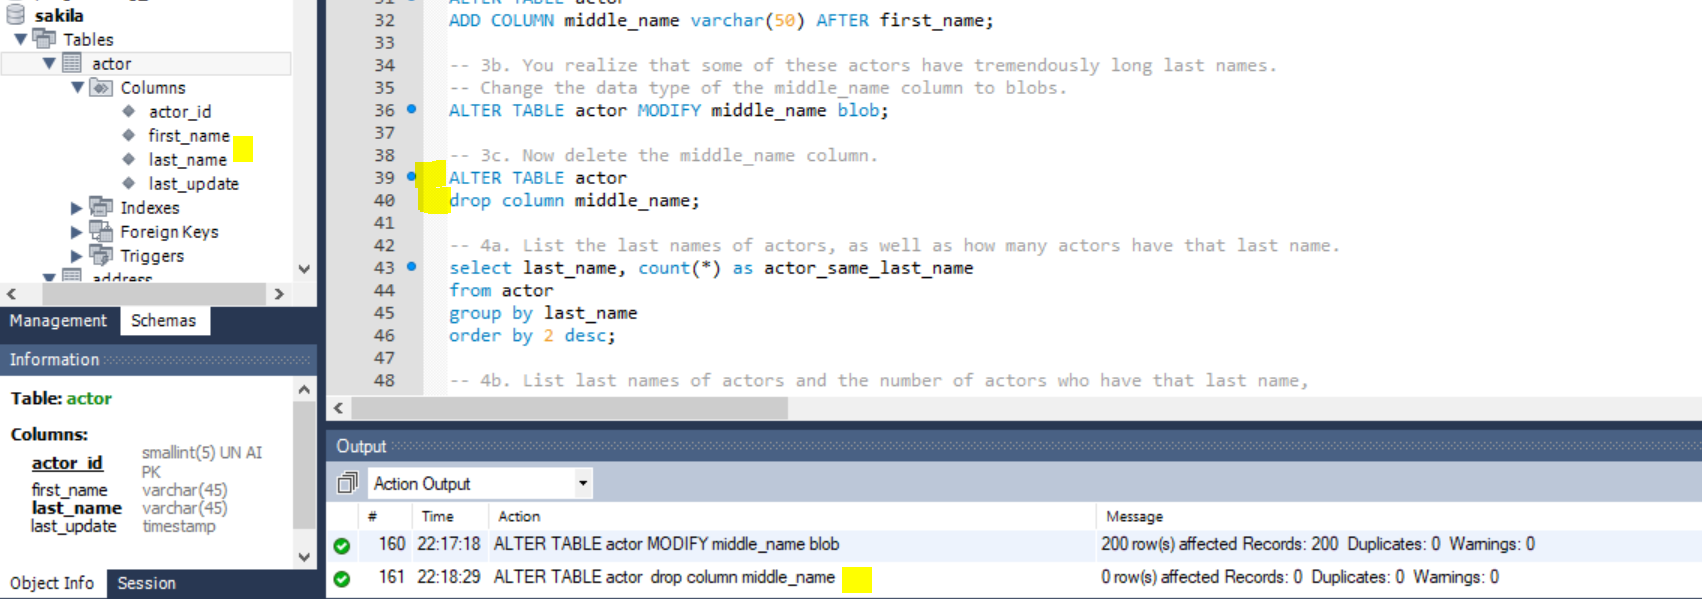 sakila
Tables
actor
Columns
actor_id
first_name
last_name
last_update
Indexes
Foreign Keys
Triggers
address
Management Schemas
Information
Table: actor
Columns:
actor_id smallint(5) UN AI PK
first_name varchar(45)
last_name varchar(45)
last_update timestamp
Object Info Session
31 ALTER TABLE actor
32 ADD COLUMN middle_name varchar(50) AFTER first_name;
33
34 -- 3b. You realize that some of these actors have tremendously long last names.
35 -- Change the data type of the middle_name column to blobs.
36 ALTER TABLE actor MODIFY middle_name blob;
37
38 -- 3c. Now delete the middle_name column.
39 ALTER TABLE actor
40 drop column middle_name;
41
42 -- 4a. List the last names of actors, as well as how many actors have that last name.
43 select last_name, count(*) as actor_same_last_name
44 from actor
45 group by last_name
46 order by 2 desc;
47
48 -- 4b. List last names of actors and the number of actors who have that last name,
Output
Action Output
# Time Action Message
160 22:17:18 ALTER TABLE actor MODIFY middle_name blob 200 row(s) affected Records: 200 Duplicates: 0 Warnings: 0
161 22:18:29 ALTER TABLE actor drop column middle_name 0 row(s) affected Records: 0 Duplicates: 0 Warnings: 0